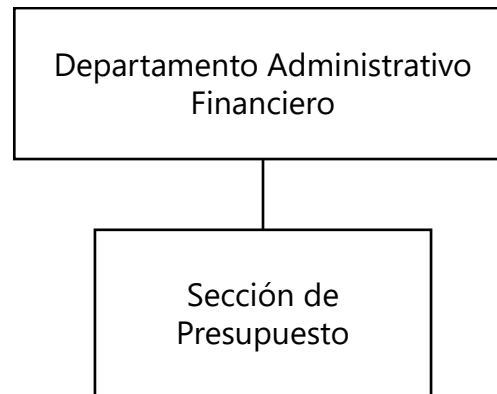 Departamento Administrativo
Financiero
Sección de
Presupuesto